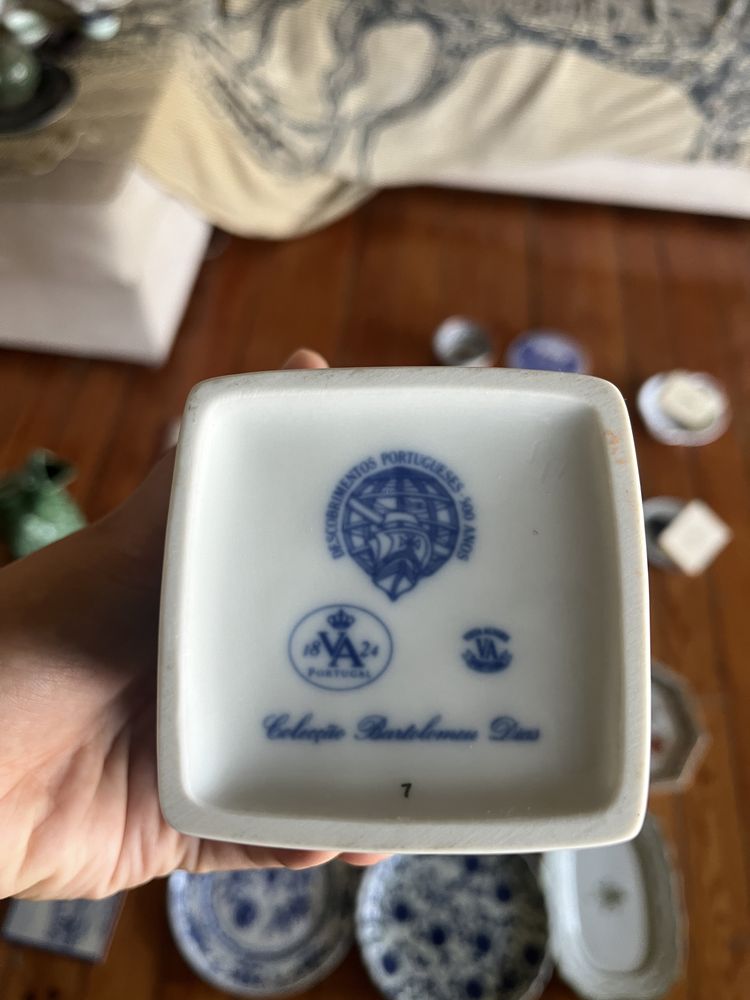 DESCOBRIMENTOS PORTUGUESES 500 ANOS
18 VA 24
PORTUGAL
VA
Colecção Bartolomeu Dias
7